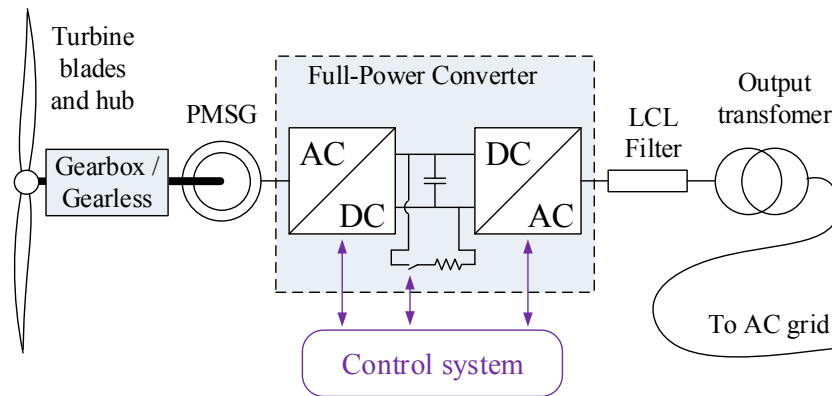 Turbine
blades
and hub
Gearbox /
Gearless
PMSG
Full-Power Converter
AC
DC
DC
AC
LCL
Filter
Output
transfomer
To AC grid
Control system